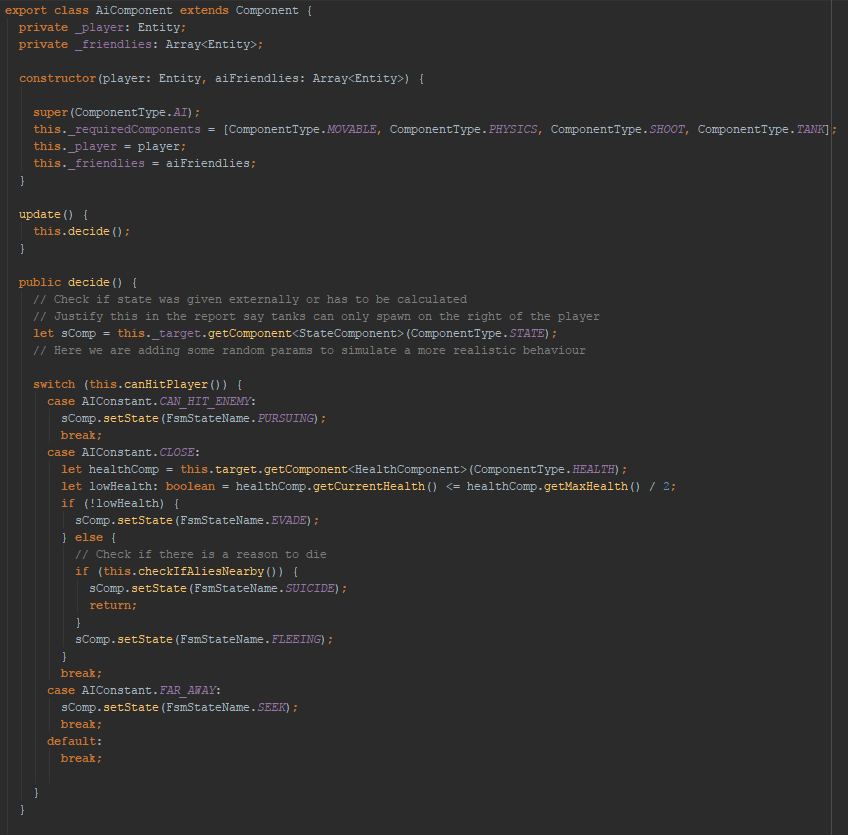 export class AiComponent extends Component {
private _player: Entity;
private _friendlies: Array<Entity>;
constructor(player: Entity, aiFriendlies: Array<Entity>) {
super(ComponentType.AI);
this._requiredComponents = [ComponentType.MOVABLE, ComponentType.PHYSICS, ComponentType.SHOOT, ComponentType.TANK];
this._player = player;
this._friendlies = aiFriendlies;
}
update() {
this.decide();
}
public decide() {
// Check if state was given externally or has to be calculated
// Justify this in the report say tanks can only spawn on the right of the player
let sComp = this._target.getComponent<StateComponent>(ComponentType.STATE);
// Here we are adding some random params to simulate a more realistic behaviour
switch (this.canHitPlayer()) {
case AIConstant.CAN_HIT_ENEMY:
sComp.setState(FsmStateName.PURSUING);
break;
case AIConstant.CLOSE:
let healthComp = this.target.getComponent<HealthComponent>(ComponentType.HEALTH);
let lowHealth: boolean = healthComp.getCurrentHealth() <= healthComp.getMaxHealth() / 2;
if (!lowHealth) {
sComp.setState(FsmStateName.EVADE);
} else {
// Check if there is a reason to die
if (this.checkIfAliesNearby()) {
sComp.setState(FsmStateName.SUICIDE);
return;
}
sComp.setState(FsmStateName.FLEEING);
}
break;
case AIConstant.FAR_AWAY:
sComp.setState(FsmStateName.SEEK);
break;
default:
break;
}
}